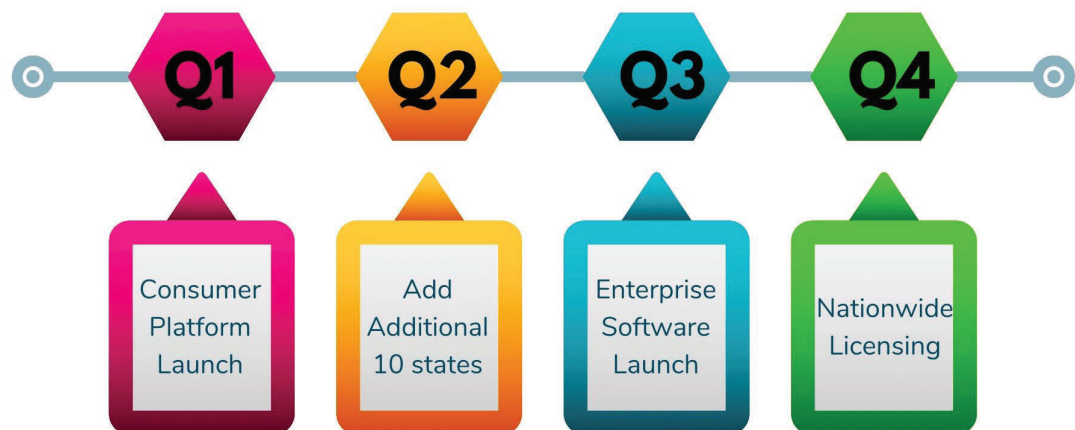 Q1
Q2
Q3
Q4
Consumer
Platform
Launch
Add
Additional
10 states
Enterprise
Software
Launch
Nationwide
Licensing